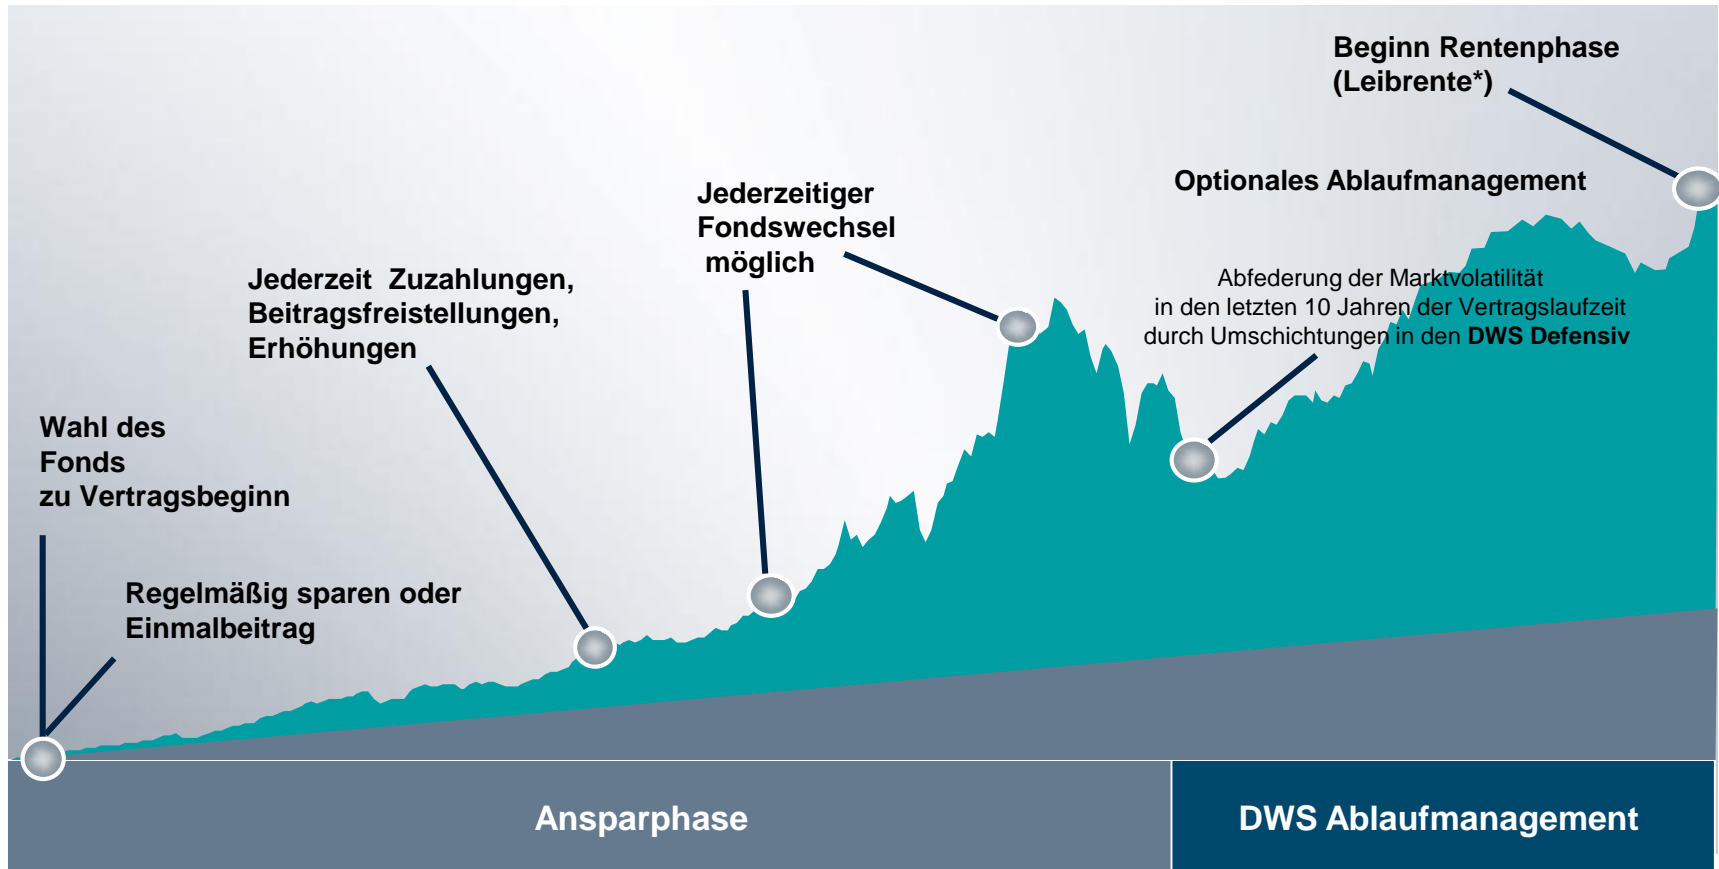 Beginn Rentenphase
(Leibrente*)
Optionales Ablaufmanagement
Jederzeitiger
Fondswechsel
möglich
Abfederung der Marktvolatilität
in den letzten 10 Jahren der Vertragslaufzeit
durch Umschichtungen in den DWS Defensiv
Jederzeit Zuzahlungen,
Beitragsfreistellungen,
Erhöhungen
Wahl des
Fonds
zu Vertragsbeginn
Regelmäßig sparen oder
Einmalbeitrag
Ansparphase
DWS Ablaufmanagement